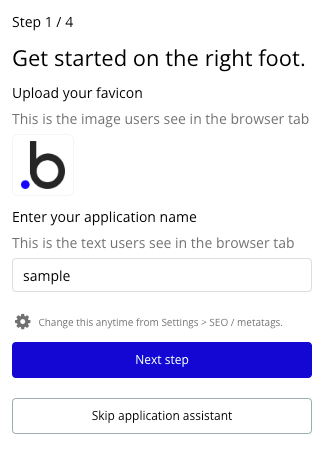 Step 1 / 4
Get started on the right foot.
Upload your favicon
This is the image users see in the browser tab
.b
Enter your application name
This is the text users see in the browser tab
sample
Change this anytime from Settings > SEO / metatags.
Next step
Skip application assistant